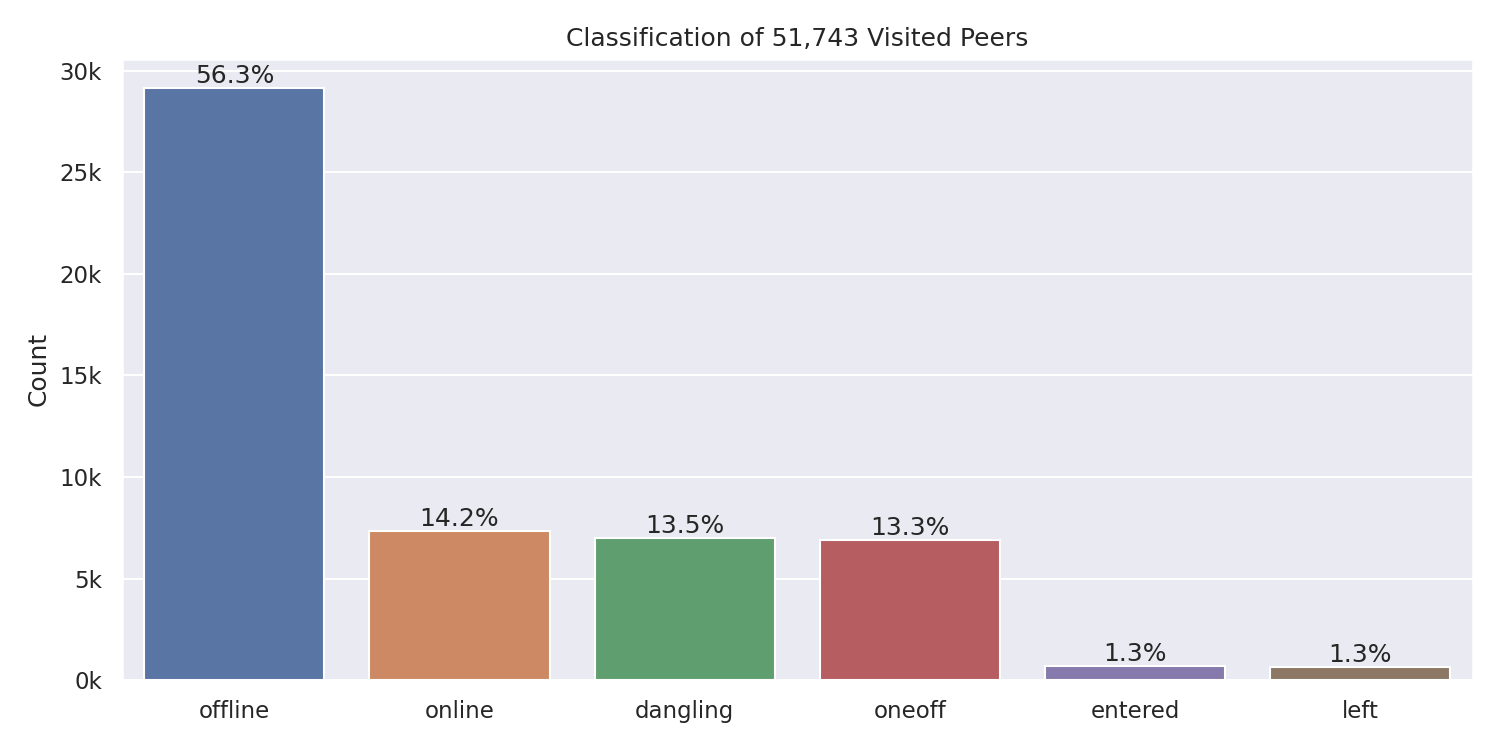 Classification of 51,743 Visited Peers
30k
25k
20k
15k
10k
5k
0k
Count
56.3%
14.2%
13.5%
13.3%
1.3%
1.3%
offline
online
dangling
oneoff
entered
left